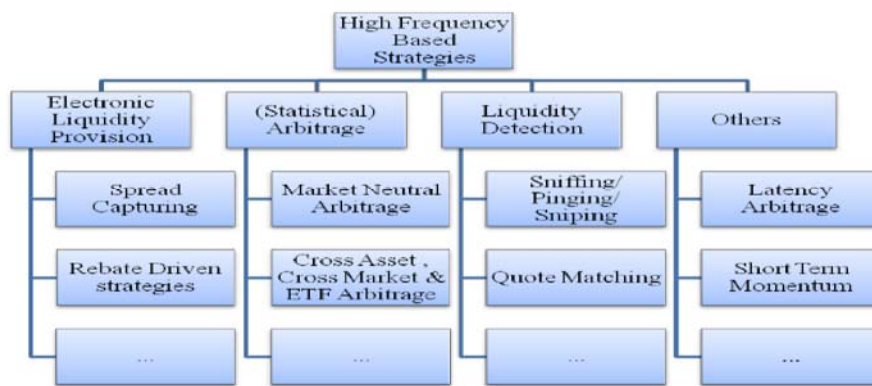 High Frequency
Based
Strategies
Electronic
Liquidity
Provision
(Statistical)
Arbitrage
Liquidity
Detection
Others
Spread
Capturing
Market Neutral
Arbitrage
Sniffing/
Pinging/
Sniping
Latency
Arbitrage
Rebate Driven
strategies
Cross Asset ,
Cross Market &
ETF Arbitrage
Quote Matching
Short Term
Momentum
...
...
...
...